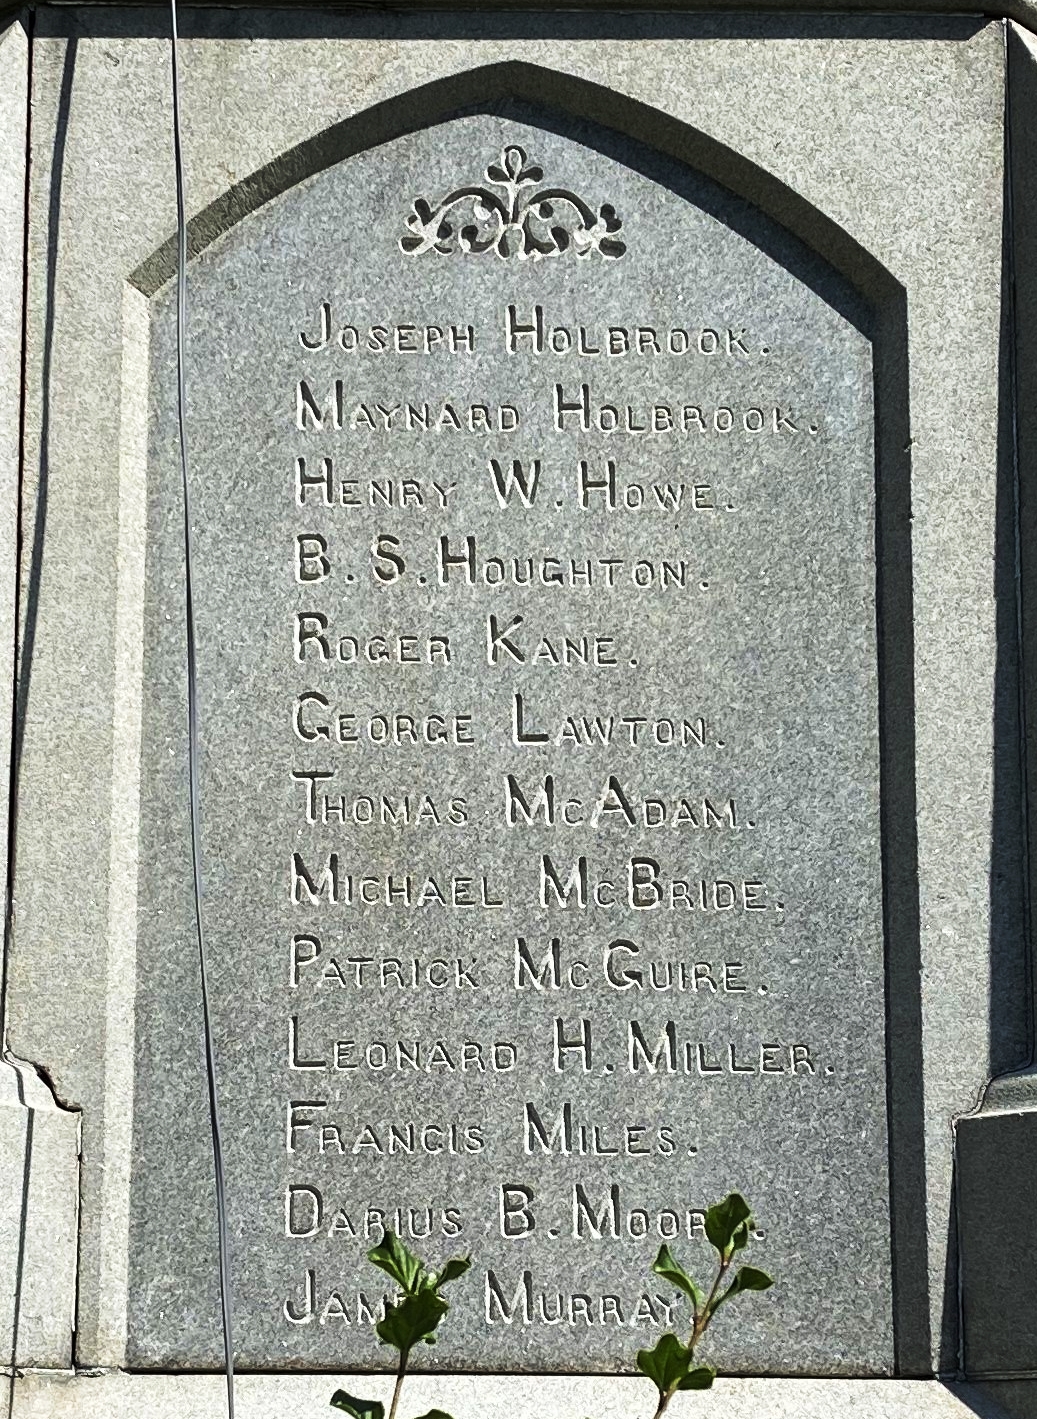 Joseph Holbrook.
Maynard Holbrook.
Henry W. Howe.
B. S. Houghton.
Roger Kane.
George Lawton.
Thomas McAdam.
Michael McBride.
Patrick McGuire.
Leonard H. Miller.
Francis Miles.
Darius B.
Murray.